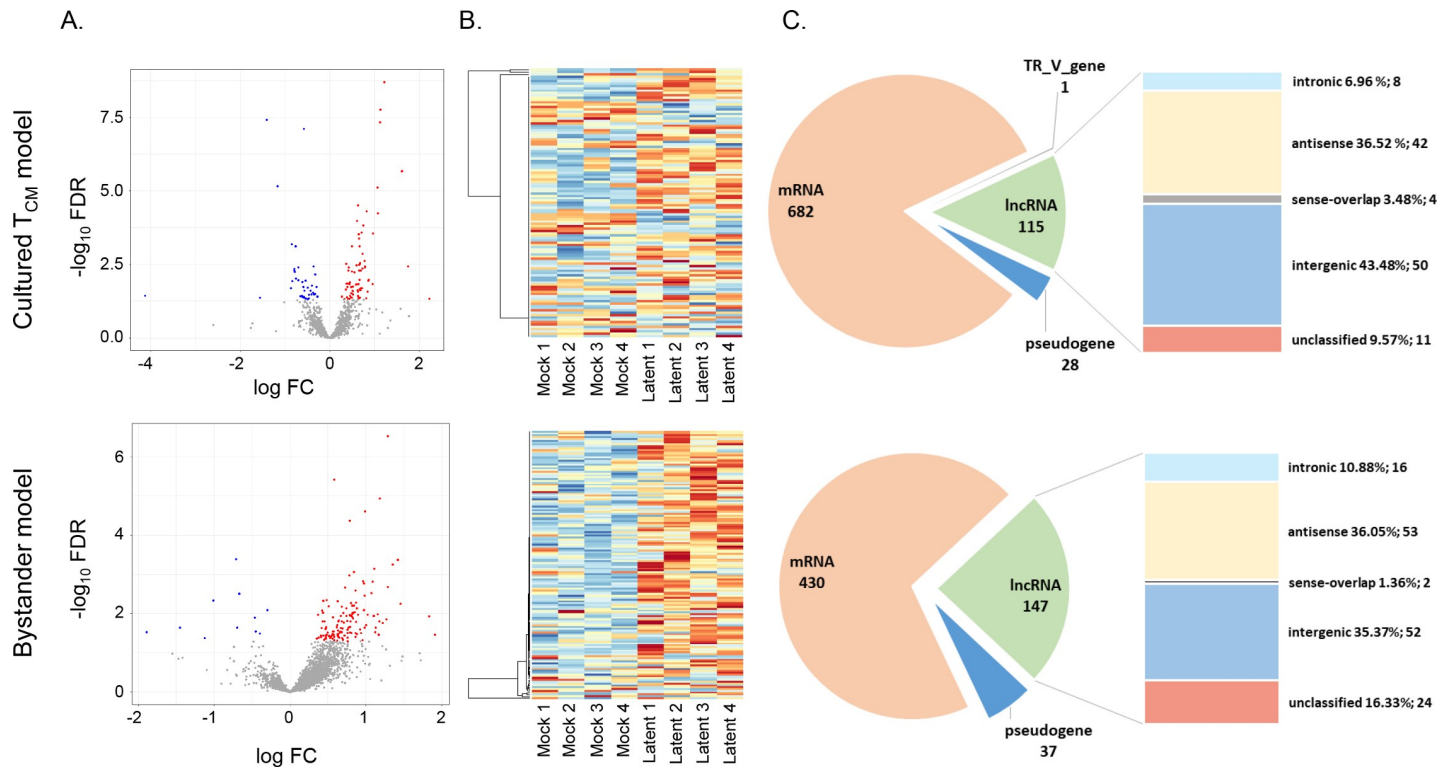 A.
B.
C.
Cultured TCM model
-log10 FDR
7.5
5.0
2.5
0.0
-4
-2
0
2
log FC
Mock 1
Mock 2
Mock 3
Mock 4
Latent 1
Latent 2
Latent 3
Latent 4
TR_V_gene
1
mRNA
682
lncRNA
115
pseudogene
28
intronic 6.96 %; 8
antisense 36.52 %; 42
sense-overlap 3.48%; 4
intergenic 43.48%; 50
unclassified 9.57%; 11
Bystander model
-log10 FDR
6
4
2
0
-2
-1
0
1
2
log FC
Mock 1
Mock 2
Mock 3
Mock 4
Latent 1
Latent 2
Latent 3
Latent 4
mRNA
430
lncRNA
147
pseudogene
37
intronic 10.88%; 16
antisense 36.05%; 53
sense-overlap 1.36%; 2
intergenic 35.37%; 52
unclassified 16.33%; 24